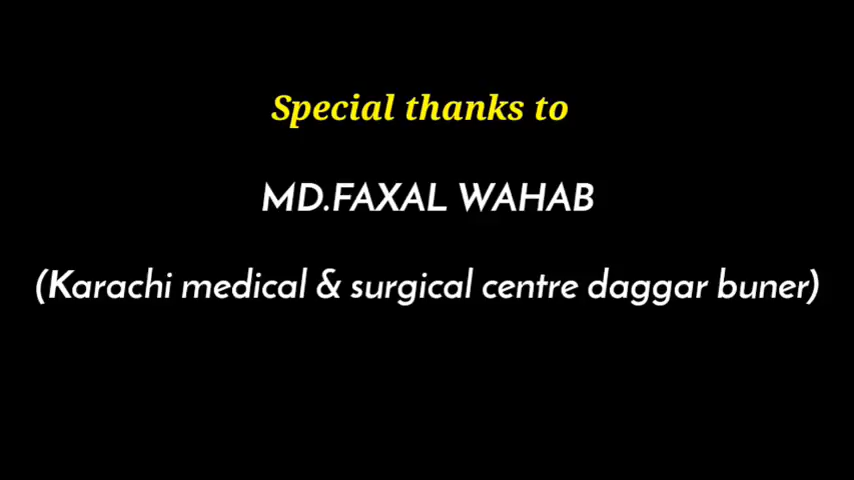 Special thanks to
MD.FAXAL WAHAB
(Karachi medical & surgical centre daggar buner)